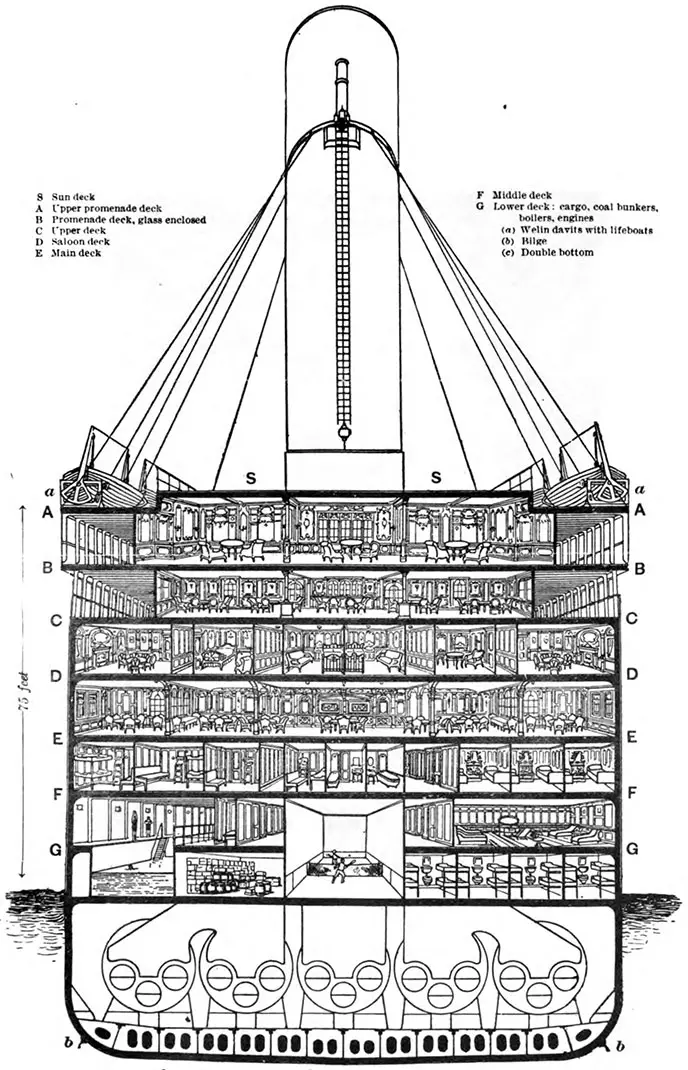 S Sun deck
A Upper promenade deck
B Promenade deck, glass enclosed
C Upper deck
D Saloon deck
E Main deck
F Middle deck
G Lower deck: cargo, coal bunkers,
boilers, engines
(a) Welin davits with lifeboats
(b) Bilge
(c) Double bottom
S S
a a
A A
B B
C C
D D
75 feet
E E
F F
G G
b b